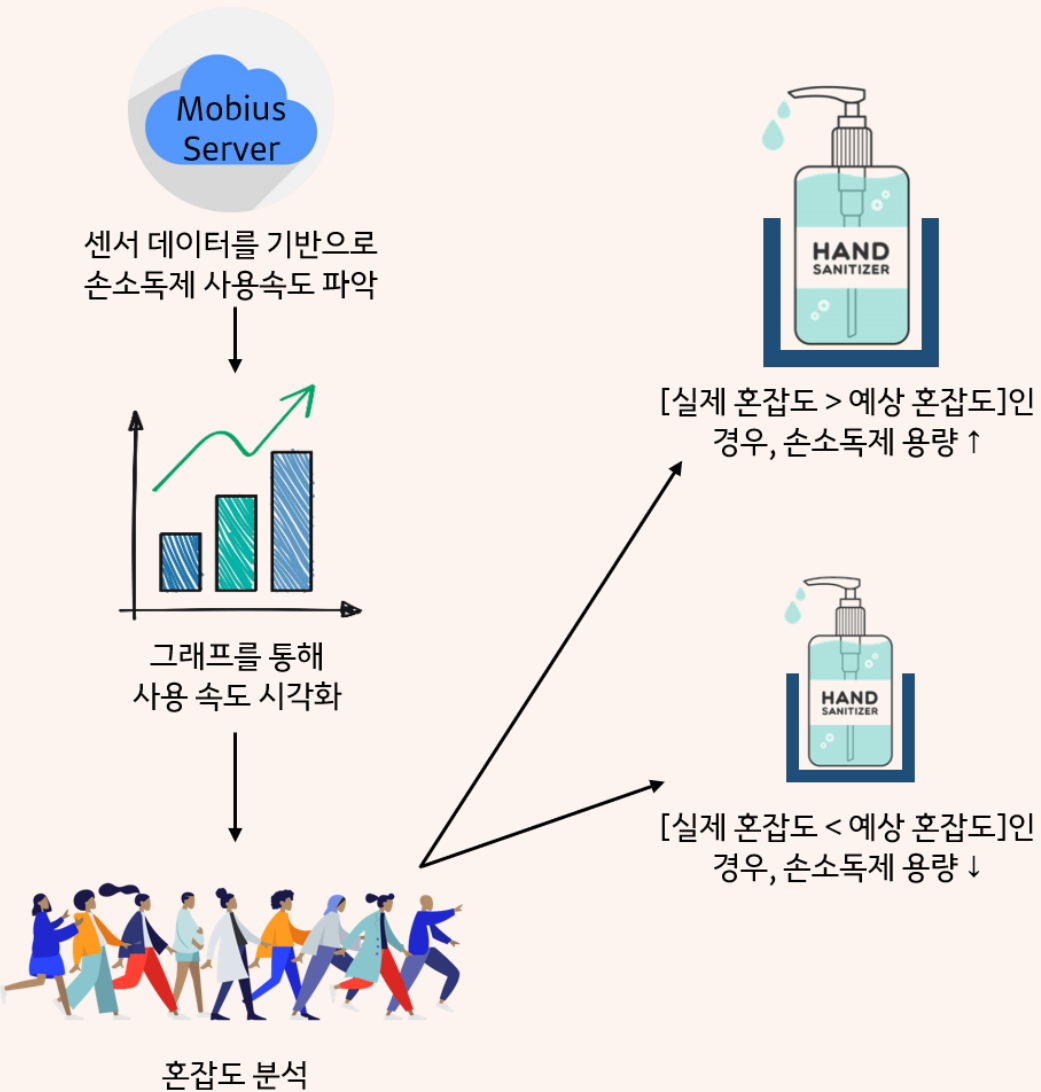 Mobius
Server
센서 데이터를 기반으로
손소독제 사용속도 파악
그래프를 통해
사용 속도 시각화
혼잡도 분석
HAND
SANITIZER
[실제 혼잡도 > 예상 혼잡도]인
경우, 손소독제 용량 ↑
HAND
SANITIZER
[실제 혼잡도 < 예상 혼잡도]인
경우, 손소독제 용량 ↓